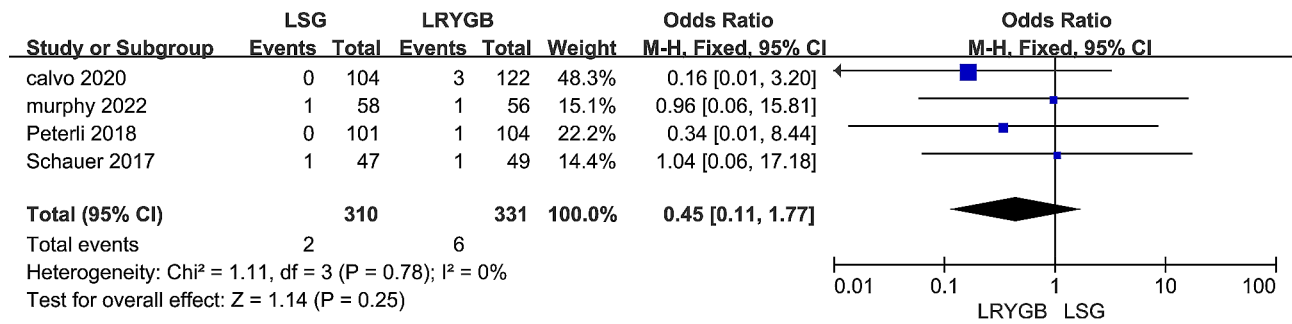 LSG LRYGB Odds Ratio Odds Ratio
Study or Subgroup Events Total Events Total Weight M-H, Fixed, 95% CI M-H, Fixed, 95% CI
calvo 2020 0 104 3 122 48.3% 0.16 [0.01, 3.20]
murphy 2022 1 58 1 56 15.1% 0.96 [0.06, 15.81]
Peterli 2018 0 101 1 104 22.2% 0.34 [0.01, 8.44]
Schauer 2017 1 47 1 49 14.4% 1.04 [0.06, 17.18]
Total (95% CI) 310 331 100.0% 0.45 [0.11, 1.77]
Total events 2 6
Heterogeneity: Chi² = 1.11, df = 3 (P = 0.78); I² = 0%
Test for overall effect: Z = 1.14 (P = 0.25)
0.01 0.1 1 10 100
LRYGB LSG